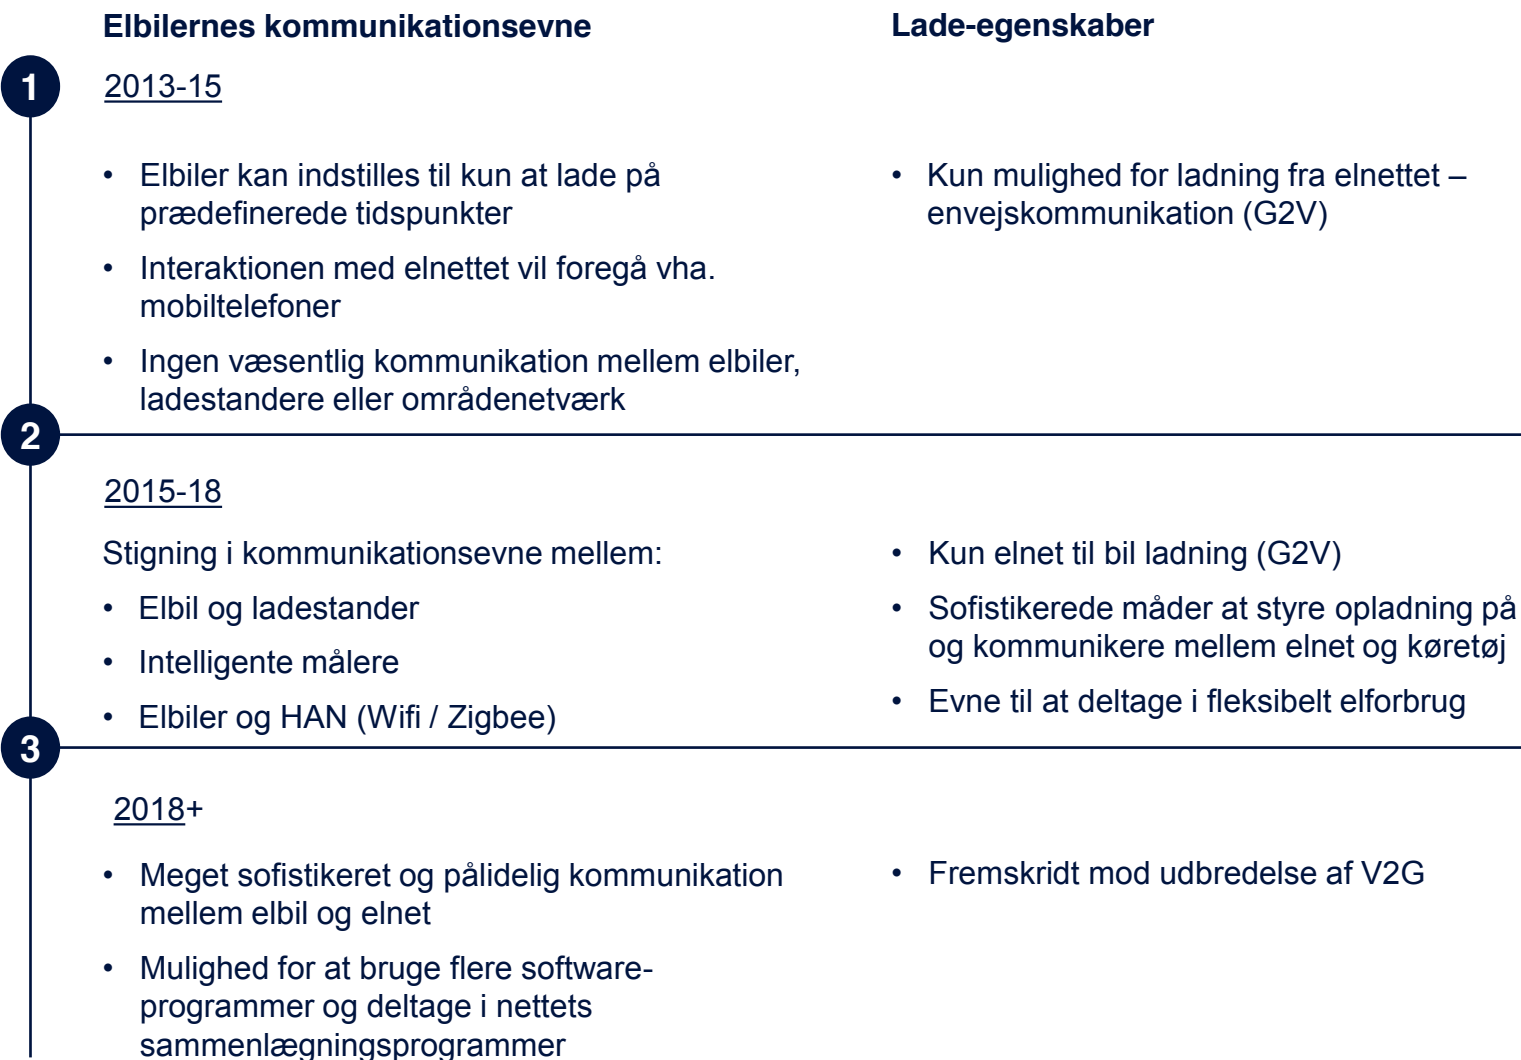 Elbilernes kommunikationsevne
Lade-egenskaber
1
2013-15
• Elbiler kan indstilles til kun at lade på
prædefinerede tidspunkter
• Interaktionen med elnettet vil foregå vha.
mobiltelefoner
• Ingen væsentlig kommunikation mellem elbiler,
ladestandere eller områdenetværk
• Kun mulighed for ladning fra elnettet –
envejskommunikation (G2V)
2
2015-18
Stigning i kommunikationsevne mellem:
• Elbil og ladestander
• Intelligente målere
• Elbiler og HAN (Wifi / Zigbee)
• Kun elnet til bil ladning (G2V)
• Sofistikerede måder at styre opladning på
og kommunikere mellem elnet og køretøj
• Evne til at deltage i fleksibelt elforbrug
3
2018+
• Meget sofistikeret og pålidelig kommunikation
mellem elbil og elnet
• Mulighed for at bruge flere software-
programmer og deltage i nettets
sammenlægningsprogrammer
• Fremskridt mod udbredelse af V2G